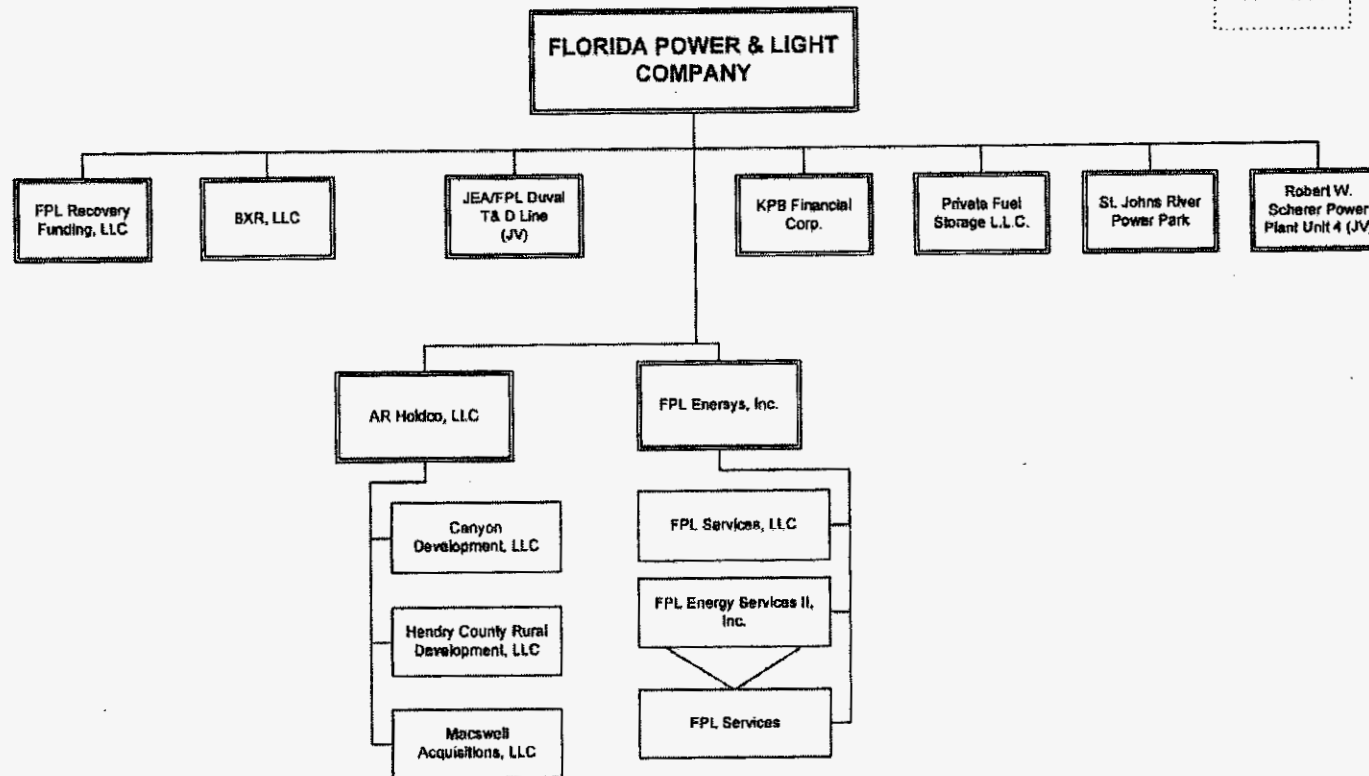 FLORIDA POWER & LIGHT
COMPANY
FPL Recovery
Funding, LLC
BXR, LLC
JEA/FPL Duval
T& D Line
(JV)
KPB Financial
Corp.
Private Fuel
Storage L.L.C.
St. Johns River
Power Park
Robert W.
Scherer Power
Plant Unit 4 (JV)
AR Holdco, LLC
FPL Enersys, Inc.
Canyon
Development, LLC
FPL Services, LLC
FPL Energy Services II,
Inc.
Hendry County Rural
Development, LLC
FPL Services
Macswell
Acquisitions, LLC